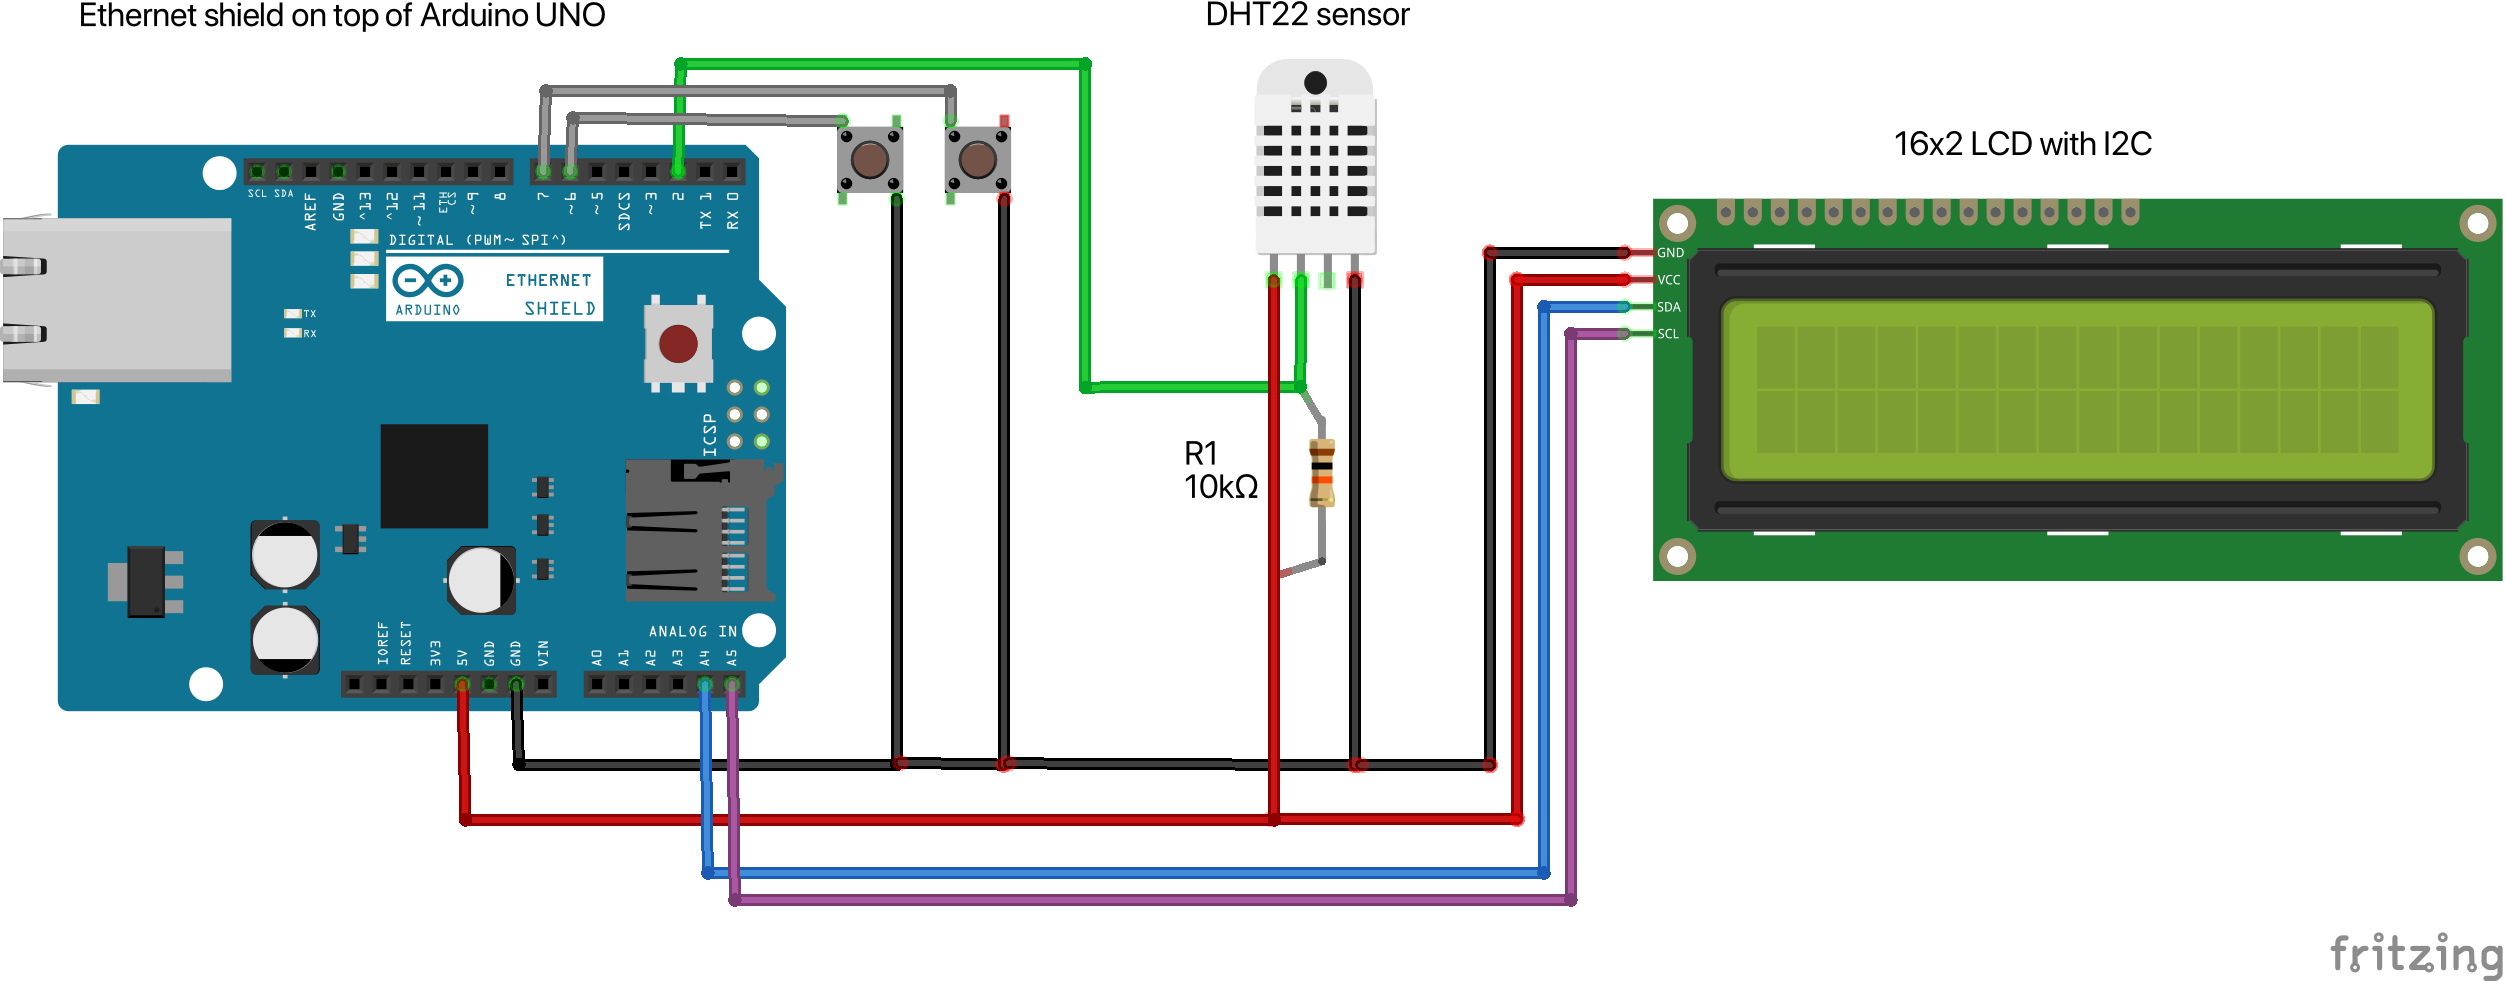 Ethernet shield on top of Arduino UNO
DHT22 sensor
16x2 LCD with I2C
SCL
SDA
AREF
GND
<13
<12
~11
ETH
CS
~9
8
7
~6
~5
SDCS
~3
2
TX 1
RX 0
DIGITAL (PWM~ SPI^)
ARDUINO
ETHERNET
SHIELD
TX
RX
ICSP
GND
VCC
SDA
SCL
R1
10kΩ
ANALOG IN
IOREF
RESET
3V3
5V
GND
GND
VIN
A0
A1
A2
A3
A4
A5
fritzing